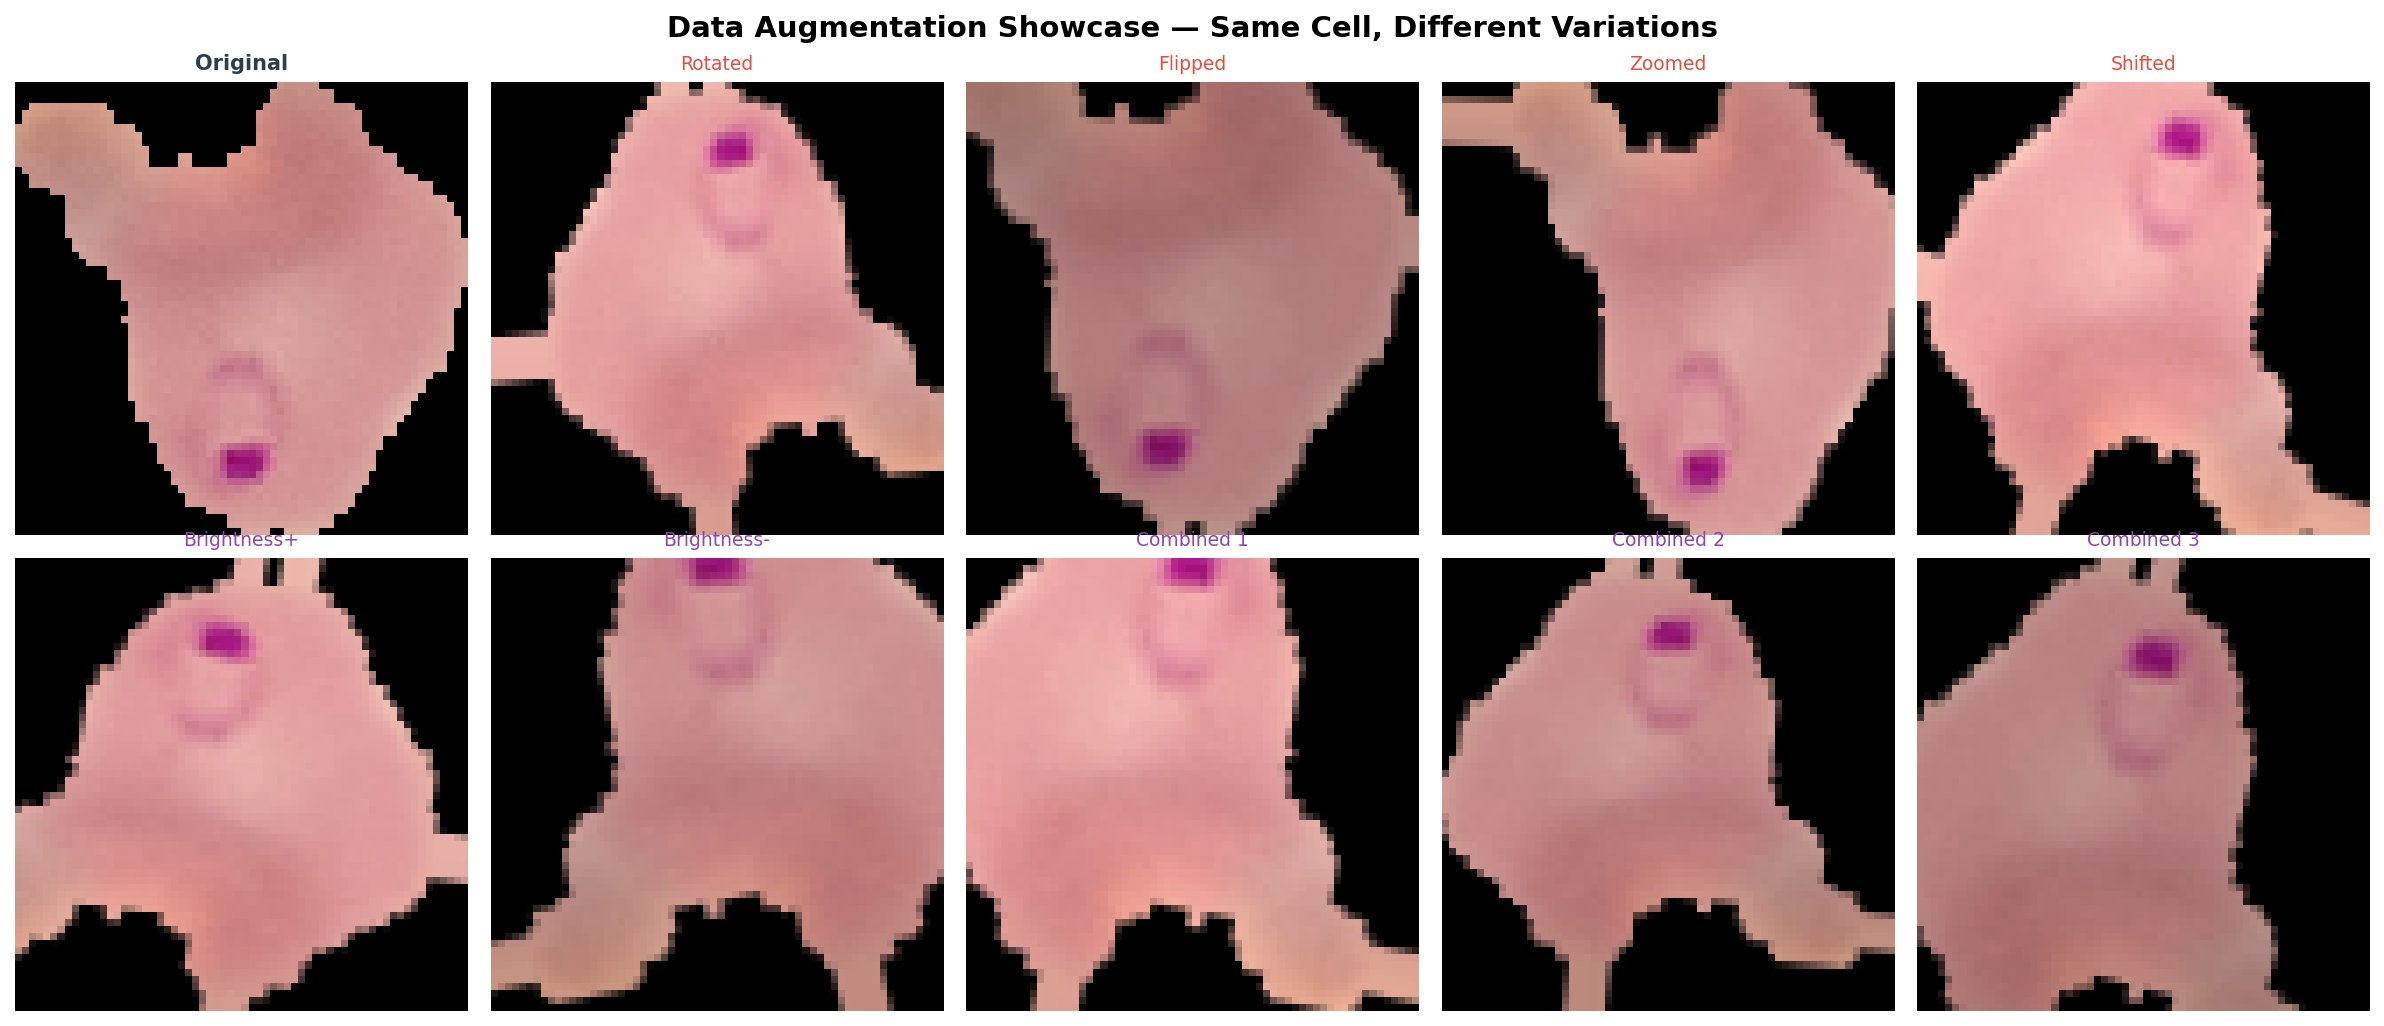 Data Augmentation Showcase — Same Cell, Different Variations
Original
Rotated
Flipped
Zoomed
Shifted
Brightness+
Brightness-
Combined 1
Combined 2
Combined 3